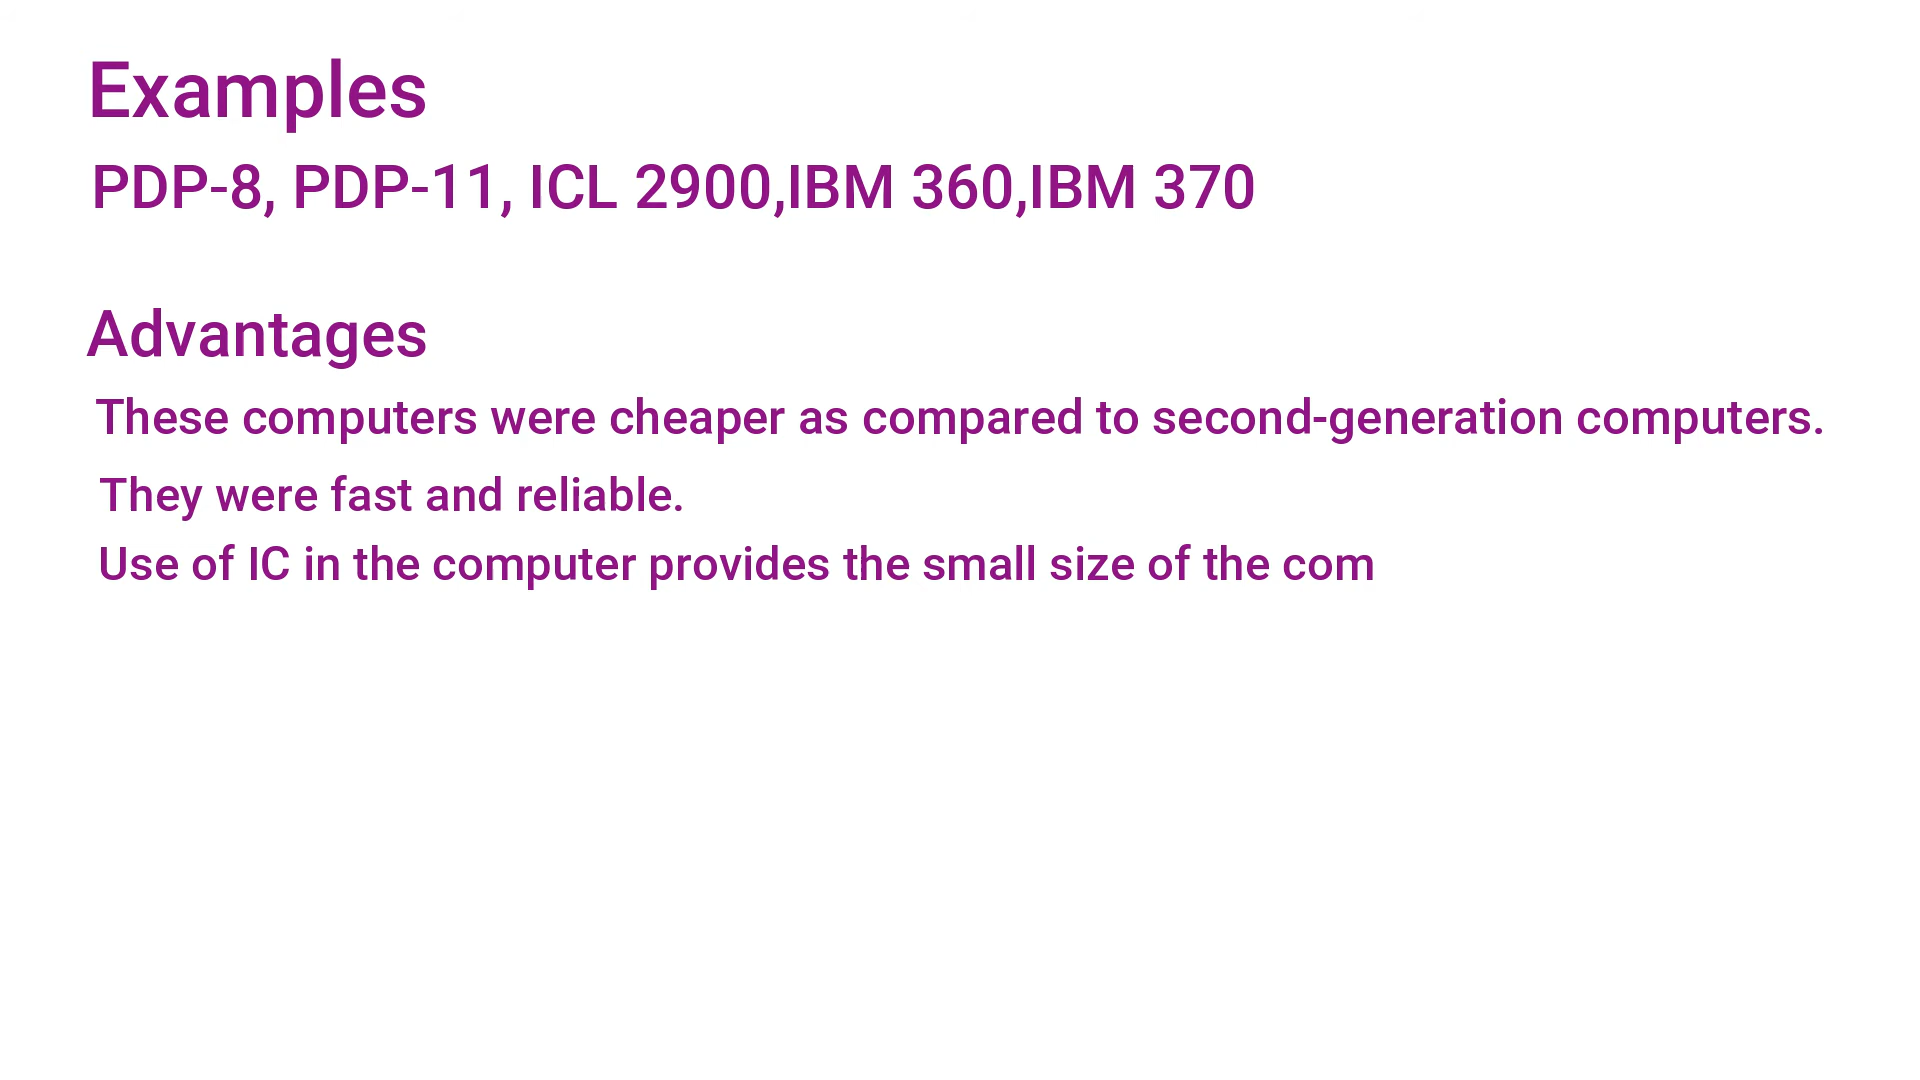 Examples
PDP-8, PDP-11, ICL 2900,IBM 360,IBM 370
Advantages
These computers were cheaper as compared to second-generation computers.
They were fast and reliable.
Use of IC in the computer provides the small size of the com